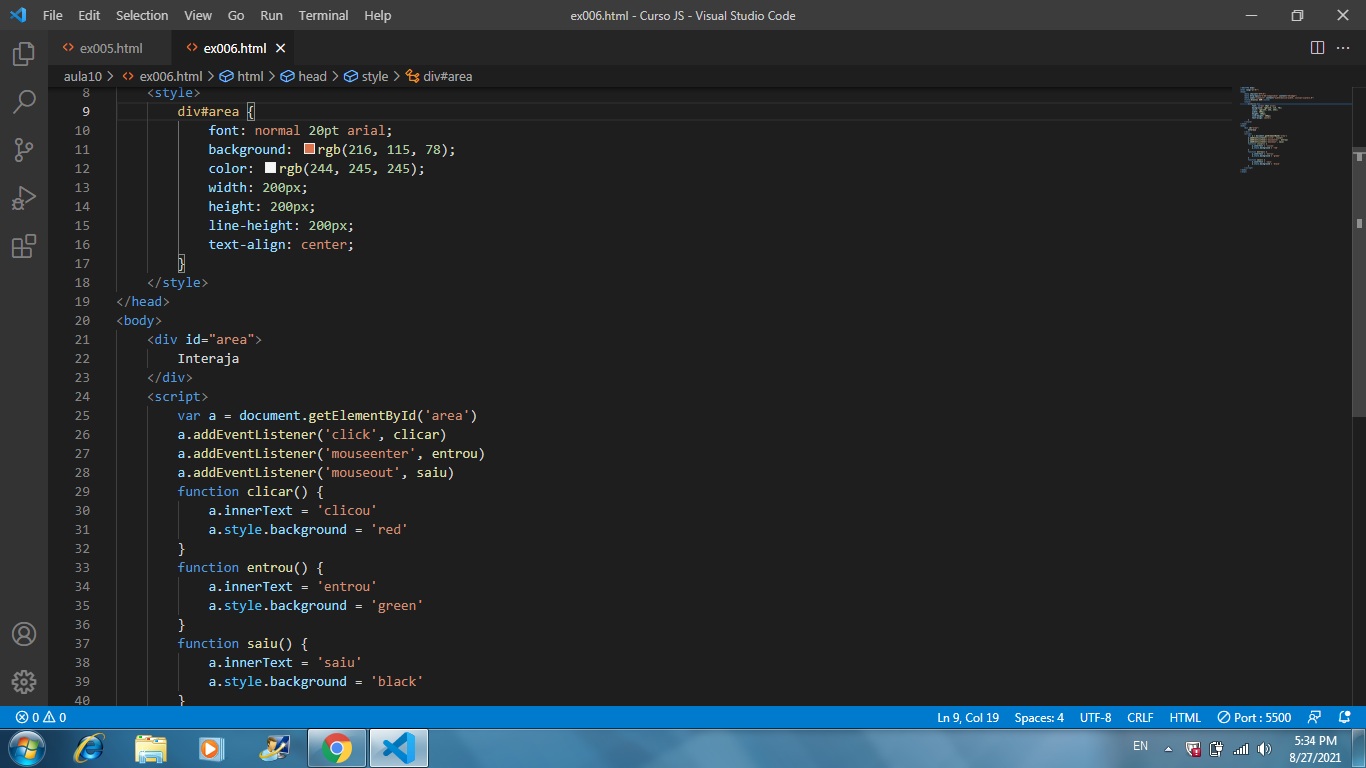 File Edit Selection View Go Run Terminal Help ex006.html - Curso JS - Visual Studio Code
ex005.html ex006.html
aula10 > ex006.html > html > head > style > div#area
8 <style>
9 div#area {
10 font: normal 20pt arial;
11 background: rgb(216, 115, 78);
12 color: rgb(244, 245, 245);
13 width: 200px;
14 height: 200px;
15 line-height: 200px;
16 text-align: center;
17 }
18 </style>
19 </head>
20 <body>
21 <div id="area">
22 Interaja
23 </div>
24 <script>
25 var a = document.getElementById('area')
26 a.addEventListener('click', clicar)
27 a.addEventListener('mouseenter', entrou)
28 a.addEventListener('mouseout', saiu)
29 function clicar() {
30 a.innerText = 'clicou'
31 a.style.background = 'red'
32 }
33 function entrou() {
34 a.innerText = 'entrou'
35 a.style.background = 'green'
36 }
37 function saiu() {
38 a.innerText = 'saiu'
39 a.style.background = 'black'
40 }
0 0 Ln 9, Col 19 Spaces: 4 UTF-8 CRLF HTML Port : 5500
EN 5:34 PM
8/27/2021